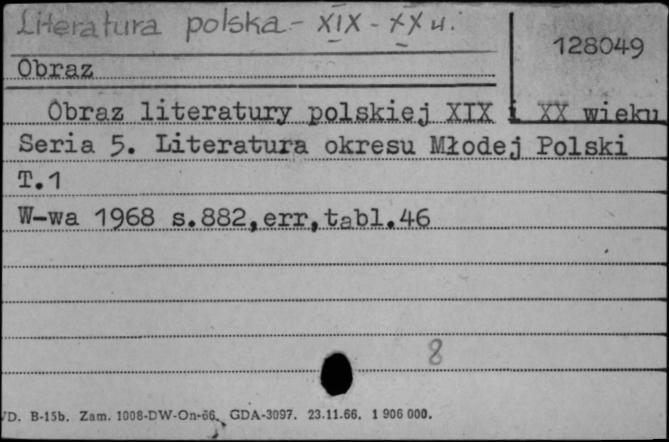 Literatura polska - XIX - XX w.
128049
Obraz
Obraz literatury polskiej XIX i XX wieku
Seria 5. Literatura okresu Młodej Polski
T.1
W-wa 1968 s.882,err,tabl.46
8
D. B-15b. Zam. 1008-DW-On-66. GDA-3097. 23.11.66. 1 906 000.